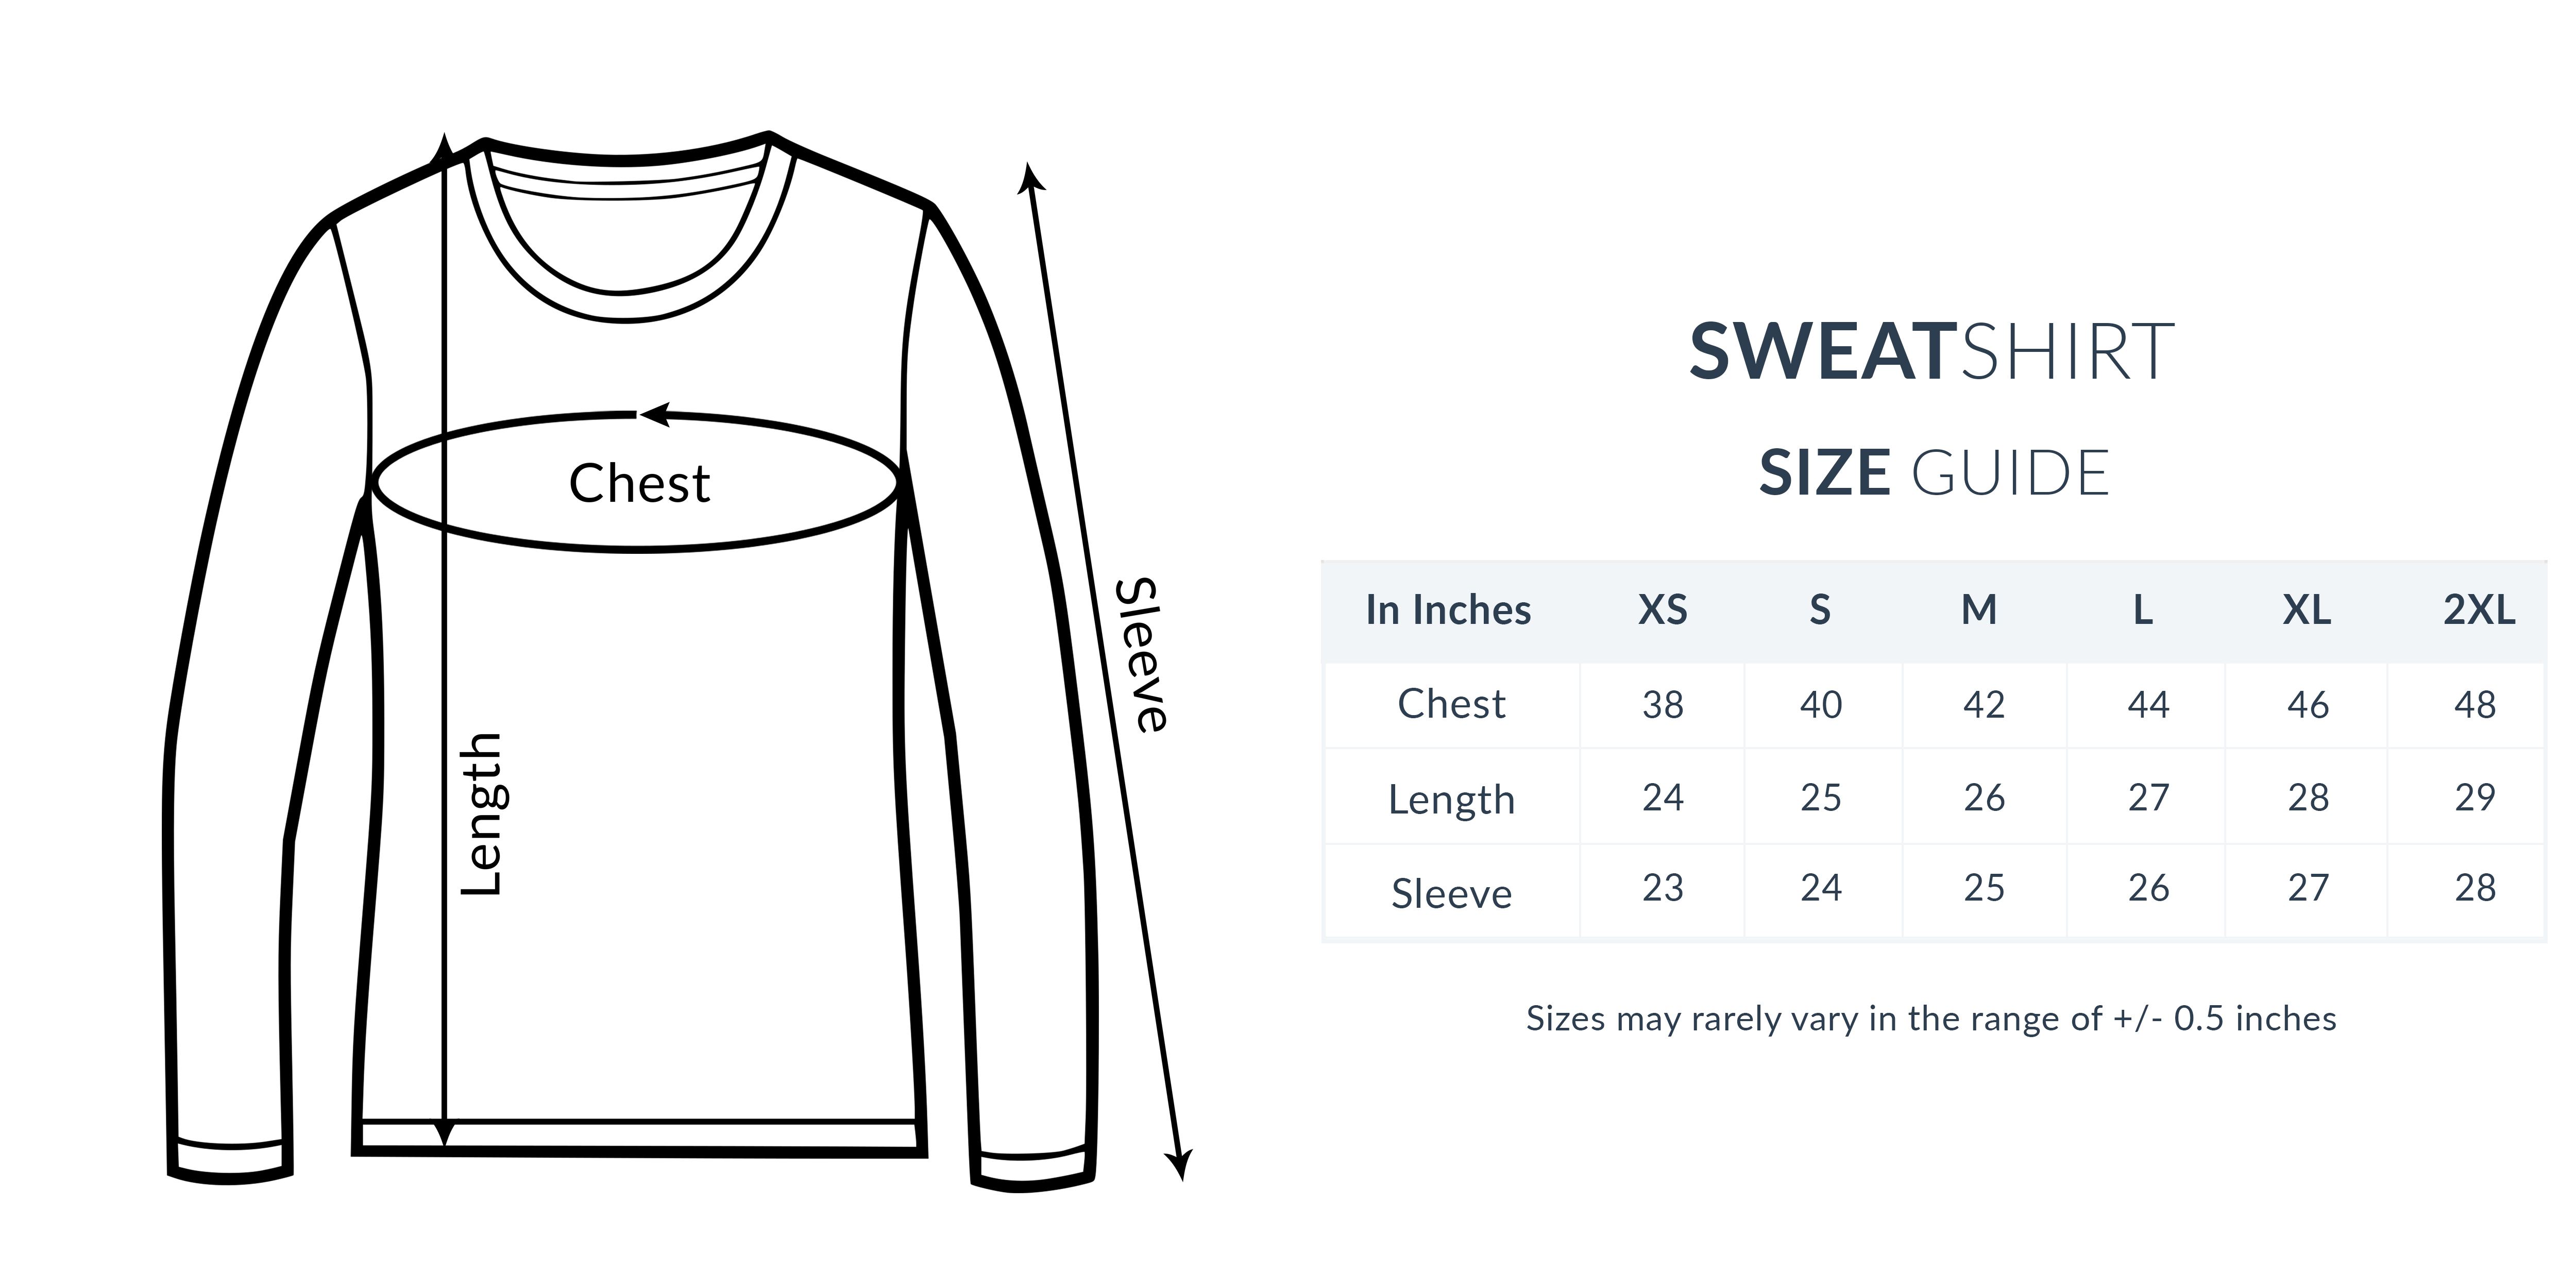 Chest
Length
Sleeve
SWEATSHIRT
SIZE GUIDE
In Inches XS S M L XL 2XL
Chest 38 40 42 44 46 48
Length 24 25 26 27 28 29
Sleeve 23 24 25 26 27 28
Sizes may rarely vary in the range of +/- 0.5 inches